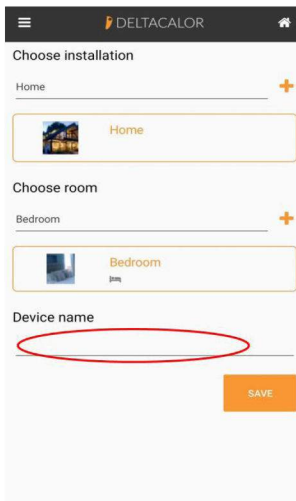 DELTACALOR
Choose installation
Home
Home
Choose room
Bedroom
Bedroom
Device name
SAVE